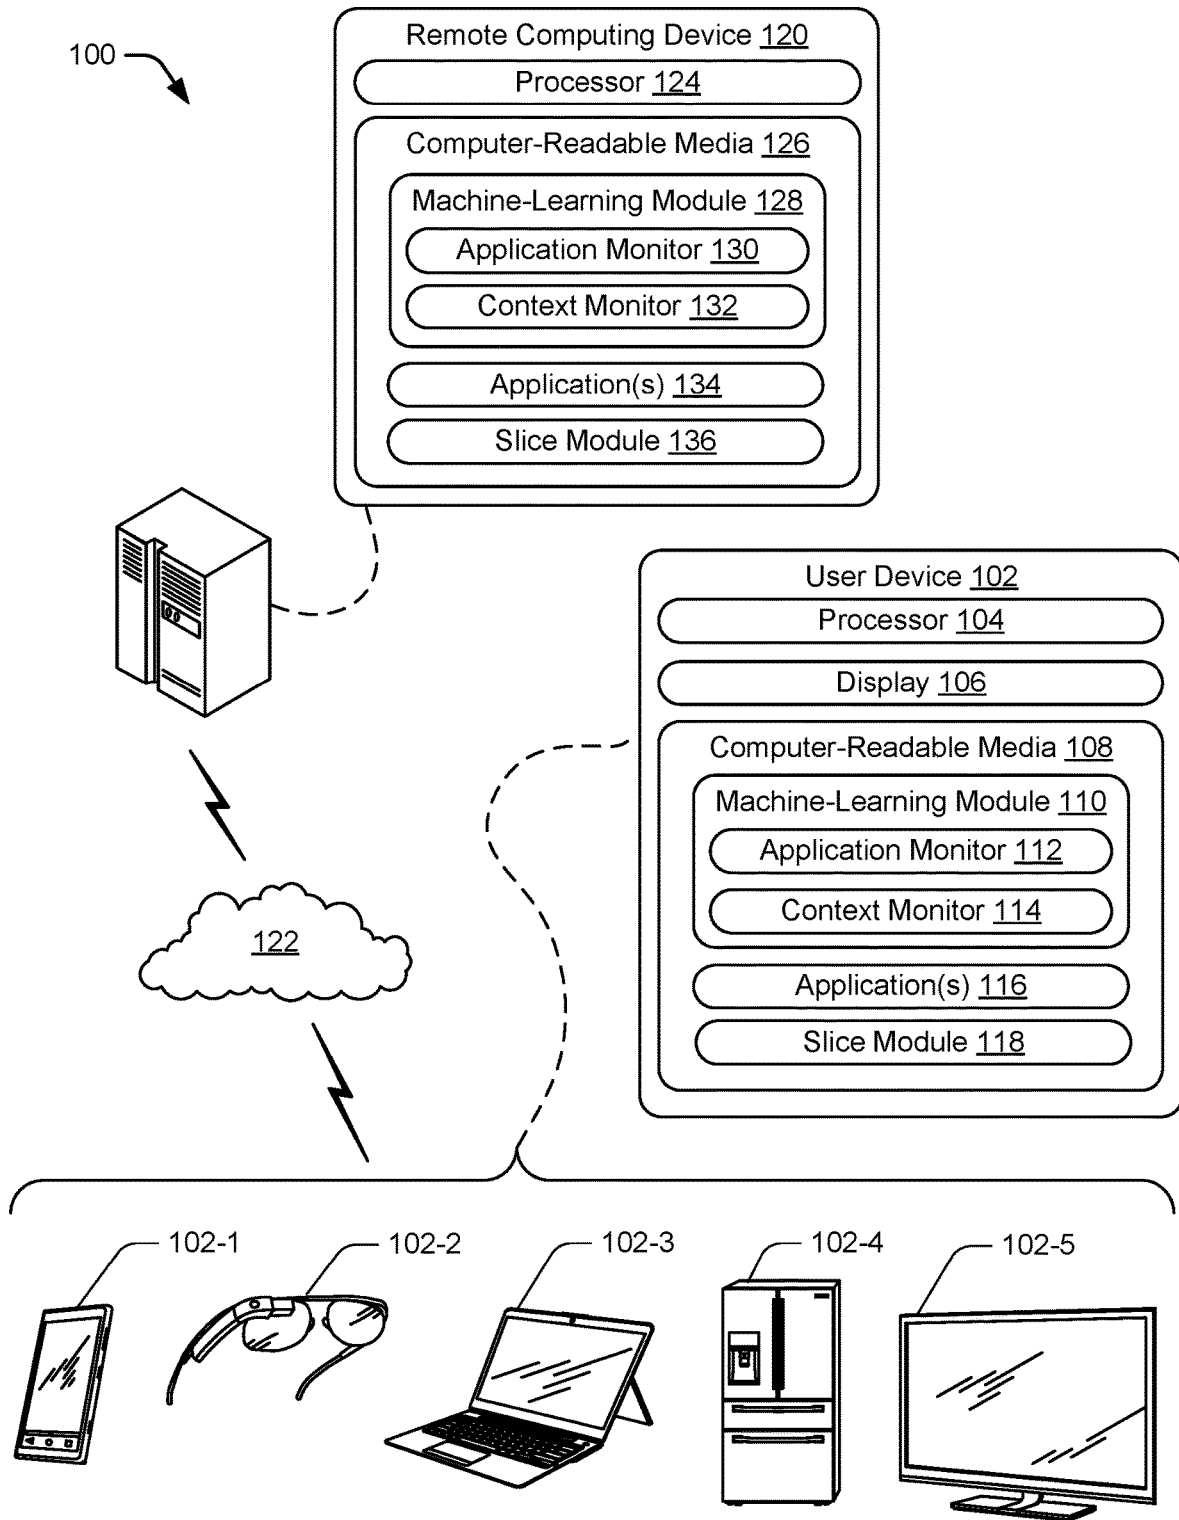 100
Remote Computing Device 120
Processor 124
Computer-Readable Media 126
Machine-Learning Module 128
Application Monitor 130
Context Monitor 132
Application(s) 134
Slice Module 136
User Device 102
Processor 104
Display 106
Computer-Readable Media 108
Machine-Learning Module 110
Application Monitor 112
Context Monitor 114
Application(s) 116
Slice Module 118
122
102-1
102-2
102-3
102-4
102-5